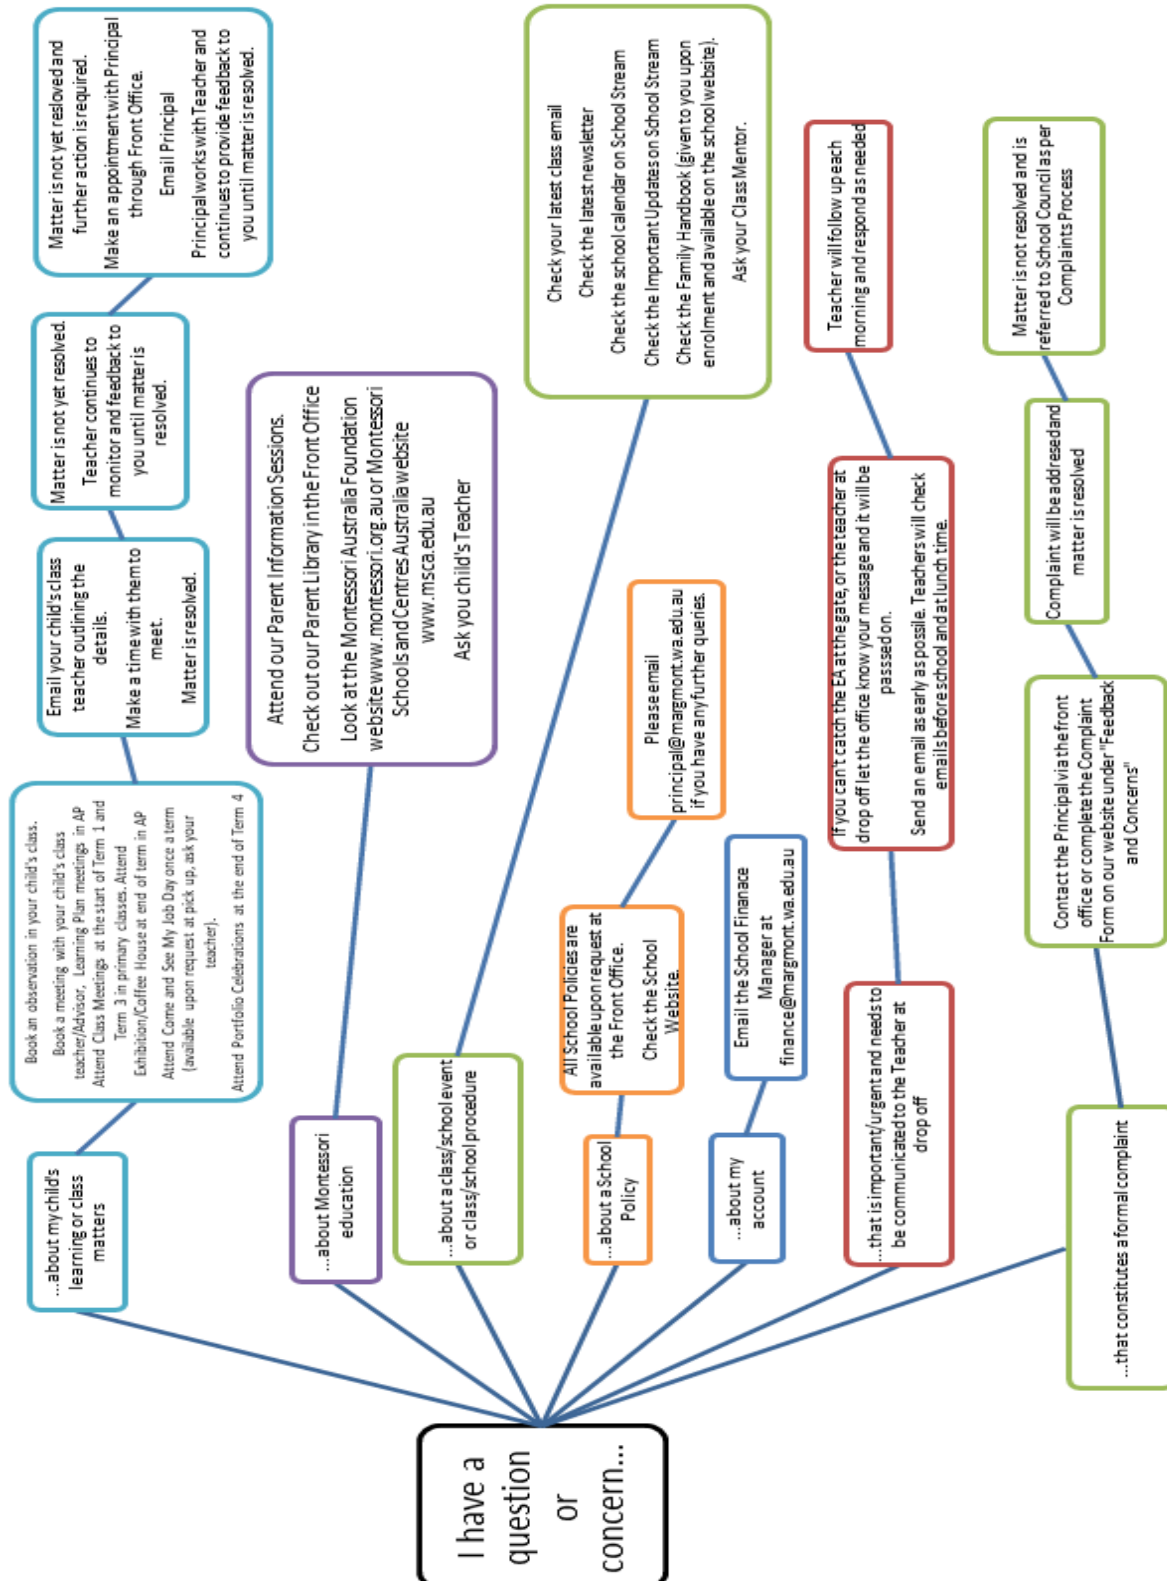 I have a
question
or
concern...
...about my child's
learning or class
matters
Book an observation in your child's class.
Book a meeting with your child's class
teacher/Advisor, Learning Plan meetings in AP
Attend Class Meetings at the start of Term 1 and
Term 3 in primary classes. Attend
Exhibition/Coffee House at end of term in AP
Attend Come and See My Job Day once a term
(available upon request at pick up, ask your
teacher).
Attend Portfolio Celebrations at the end of Term 4
Email your child's class
teacher outlining the
details.
Make a time with them to
meet.
Matter is resolved.
Matter is not yet resolved.
Teacher continues to
monitor and feedback to
you until matter is
resolved.
Matter is not yet resloved and
further action is required.
Make an appointment with Principal
through Front Office.
Email Principal
Principal works with Teacher and
continues to provide feedback to
you until matter is resolved.
...about Montessori
education
Attend our Parent Information Sessions.
Check out our Parent Library in the Front Office
Look at the Montessori Australia Foundation
website www.montessori.org.au or Montessori
Schools and Centres Australia website
www.msca.edu.au
Ask you child's Teacher
...about a class/school event
or class/school procedure
Check your latest class email
Check the latest newsletter
Check the school calendar on School Stream
Check the Important Updates on School Stream
Check the Family Handbook (given to you upon
enrolment and available on the school website).
Ask your Class Mentor.
...about a School
Policy
All School Policies are
available upon request at
the Front Office.
Check the School
Website.
Please email
principal@margmont.wa.edu.au
if you have any further queries.
...about my
account
Email the School Finanace
Manager at
finance@margmont.wa.edu.au
...that is important/urgent and needs to
be communicated to the Teacher at
drop off
If you can't catch the EA at the gate, or the teacher at
drop off let the office know your message and it will be
passsed on.
Send an email as early as possile. Teachers will check
emails before school and at lunch time.
Teacher will follow up each
morning and respond as needed
...that constitutes a formal complaint
Contact the Principal via the front
office or complete the Complaint
Form on our website under "Feedback
and Concerns"
Complaint will be addresed and
matter is resolved
Matter is not resolved and is
referred to School Council as per
Complaints Process